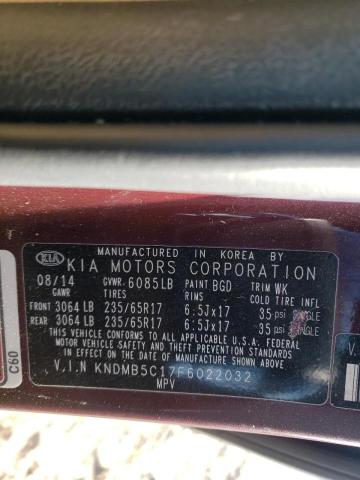 MANUFACTURED IN KOREA BY
KIA KIA MOTORS CORPORATION
08/14 GVWR. 6085LB PAINT BGD TRIM WK
GAWR TIRES RIMS COLD TIRE INFL
FRONT 3064 LB 235/65R17 6.5Jx17 35 psi SINGLE
REAR 3064 LB 235/65R17 6.5Jx17 35 psi SINGLE
THIS VEHICLE CONFORMS TO ALL APPLICABLE U.S.A. FEDERAL
MOTOR VEHICLE SAFETY, BUMPER, AND THEFT PREVENTION STANDARDS
IN EFFECT ON THE DATE OF MANUFACTURE SHOWN ABOVE.
V.I.N KNDMB5C17F6022032
MPV
C60